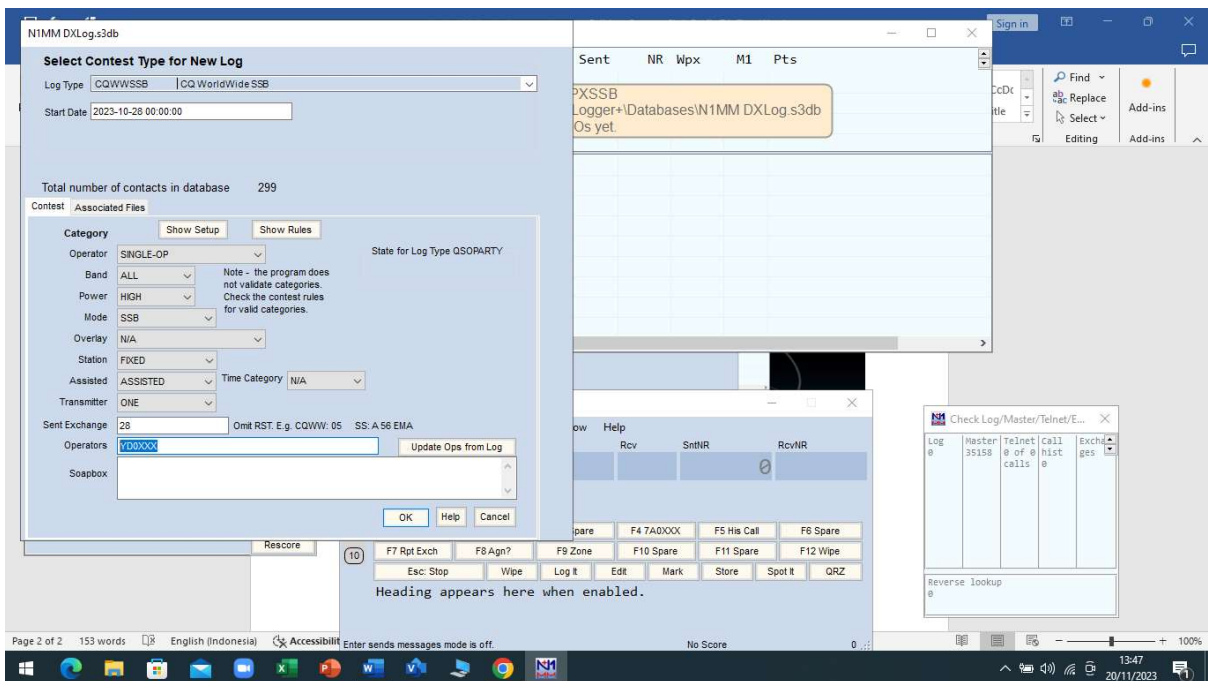 N1MM DXLog.s3db
Select Contest Type for New Log
Log Type CQWWSSB CQ WorldWide SSB
Start Date 2023-10-28 00:00:00
Total number of contacts in database 299
Contest Associated Files
Category Show Setup Show Rules
Operator SINGLE-OP
State for Log Type QSOPARTY
Band ALL
Note - the program does
not validate categories.
Check the contest rules
for valid categories.
Power HIGH
Mode SSB
Overlay N/A
Station FIXED
Assisted ASSISTED Time Category N/A
Transmitter ONE
Sent Exchange 28 Omit RST. E.g. CQWW: 05 SS: A 56 EMA
Operators YD0XXX Update Ops from Log
Soapbox
OK Help Cancel
Rescore
Sent NR Wpx M1 Pts
PXSSB
Logger+\Databases\N1MM DXLog.s3db
Os yet.
Sign in
Find
Replace
Select
Editing
Add-ins
Add-ins
CcDc
itle
ow Help
Rcv SntNR RcvNR
0
Spare F4 7A0XXX F5 His Call F6 Spare
(10) F7 Rpt Exch F8 Agn? F9 Zone F10 Spare F11 Spare F12 Wipe
Esc: Stop Wipe Log It Edit Mark Store Spot It QRZ
Heading appears here when enabled.
Enter sends messages mode is off. No Score 0
Check Log/Master/Telnet/E...
Log Master Telnet Call Excha
0 35158 0 of 0 hist ges
calls 0
Reverse lookup
0
Page 2 of 2 153 words English (Indonesia) Accessibilit
100%
13:47
20/11/2023